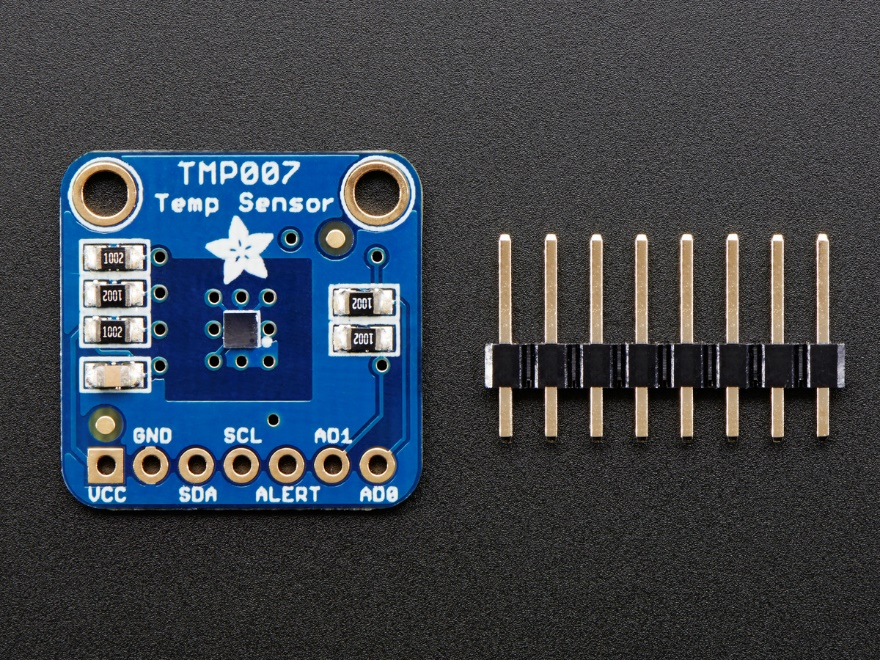 TMP007
Temp Sensor
1002
1002
1002
1002
1002
GND SCL AD1
VCC SDA ALERT AD0